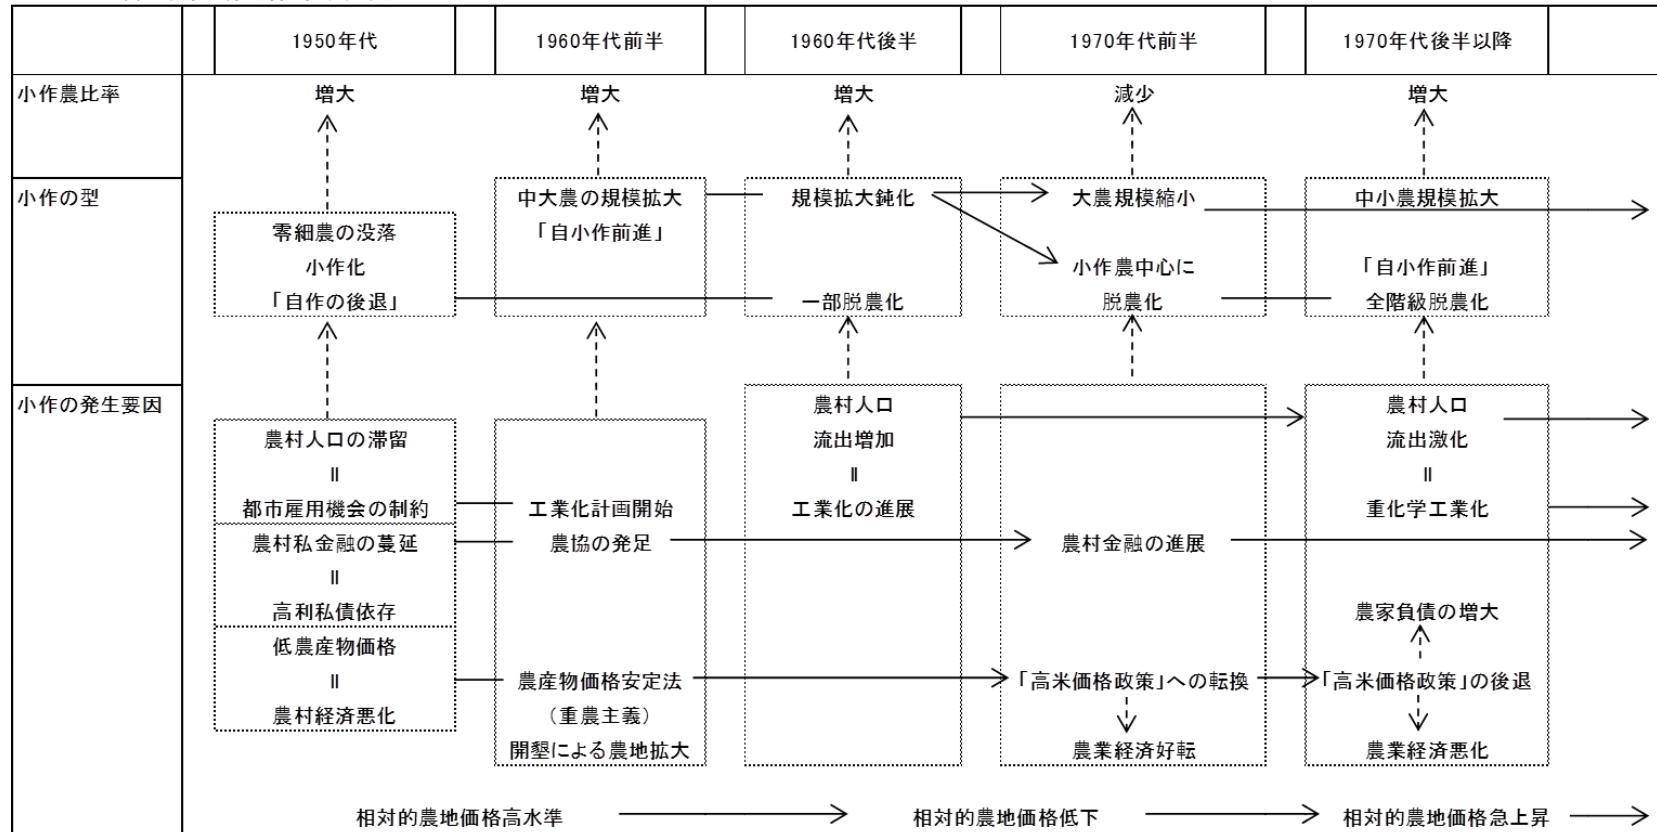 1950年代 1960年代前半 1960年代後半 1970年代前半 1970年代後半以降
小作農比率 増大 増大 増大 減少 増大
小作の型 中大農の規模拡大 規模拡大鈍化 大農規模縮小 中小農規模拡大
零細農の没落 「自小作前進」
小作化 小作農中心に 「自小作前進」
「自作の後退」 一部脱農化 脱農化 全階級脱農化
小作の発生要因 農村人口 農村人口
農村人口の滞留 流出増加 流出激化
॥ ॥ ॥
都市雇用機会の制約 工業化計画開始 工業化の進展 重化学工業化
農村私金融の蔓延 農協の発足 農村金融の進展
॥
高利私債依存 農家負債の増大
低農産物価格
॥ 農産物価格安定法 「高米価格政策」への転換 「高米価格政策」の後退
農村経済悪化 （重農主義）
開墾による農地拡大 農業経済好転 農業経済悪化
相対的農地価格高水準 相対的農地価格低下 相対的農地価格急上昇